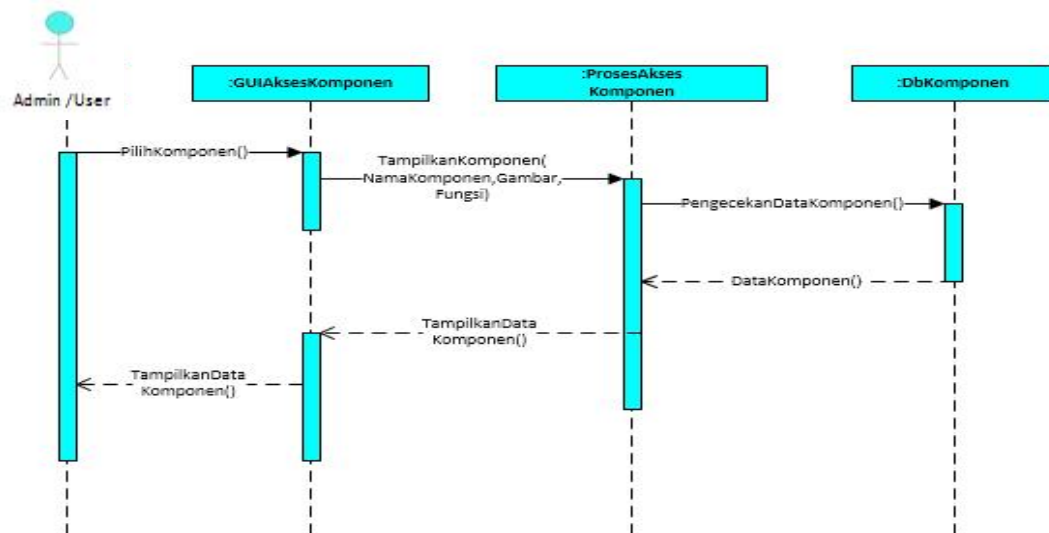 Admin /User
:GUIAksesKomponen
:ProsesAkses
Komponen
:DbKomponen
PilihKomponen()
TampilkanKomponen(
NamaKomponen,Gambar,
Fungsi)
PengecekanDataKomponen()
DataKomponen()
TampilkanData
Komponen()
TampilkanData
Komponen()